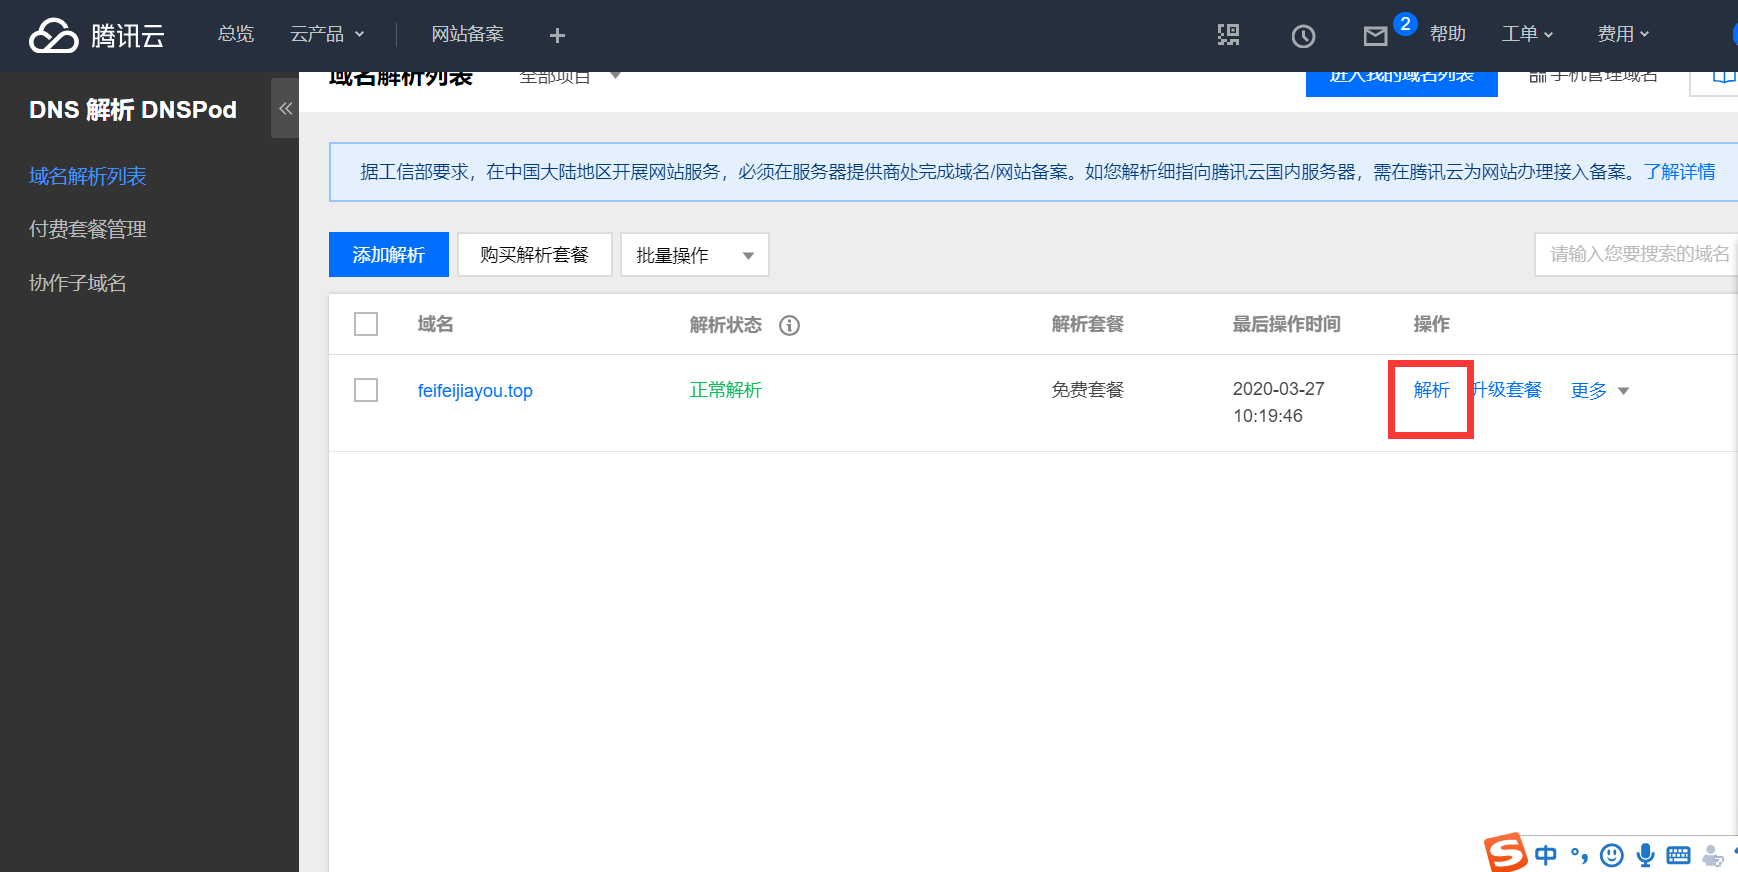 腾讯云 总览 云产品 网站备案 + 2 帮助 工单 费用
DNS 解析 DNSPod
域名解析列表
付费套餐管理
协作子域名
域名解析列表 全部项目 进入我的域名列表 手机管理域名
据工信部要求，在中国大陆地区开展网站服务，必须在服务器提供商处完成域名/网站备案。如您解析细指向腾讯云国内服务器，需在腾讯云为网站办理接入备案。了解详情
添加解析 购买解析套餐 批量操作 请输入您要搜索的域名
域名 解析状态 解析套餐 最后操作时间 操作
feifeijiayou.top 正常解析 免费套餐 2020-03-27 解析 升级套餐 更多
10:19:46
S 中